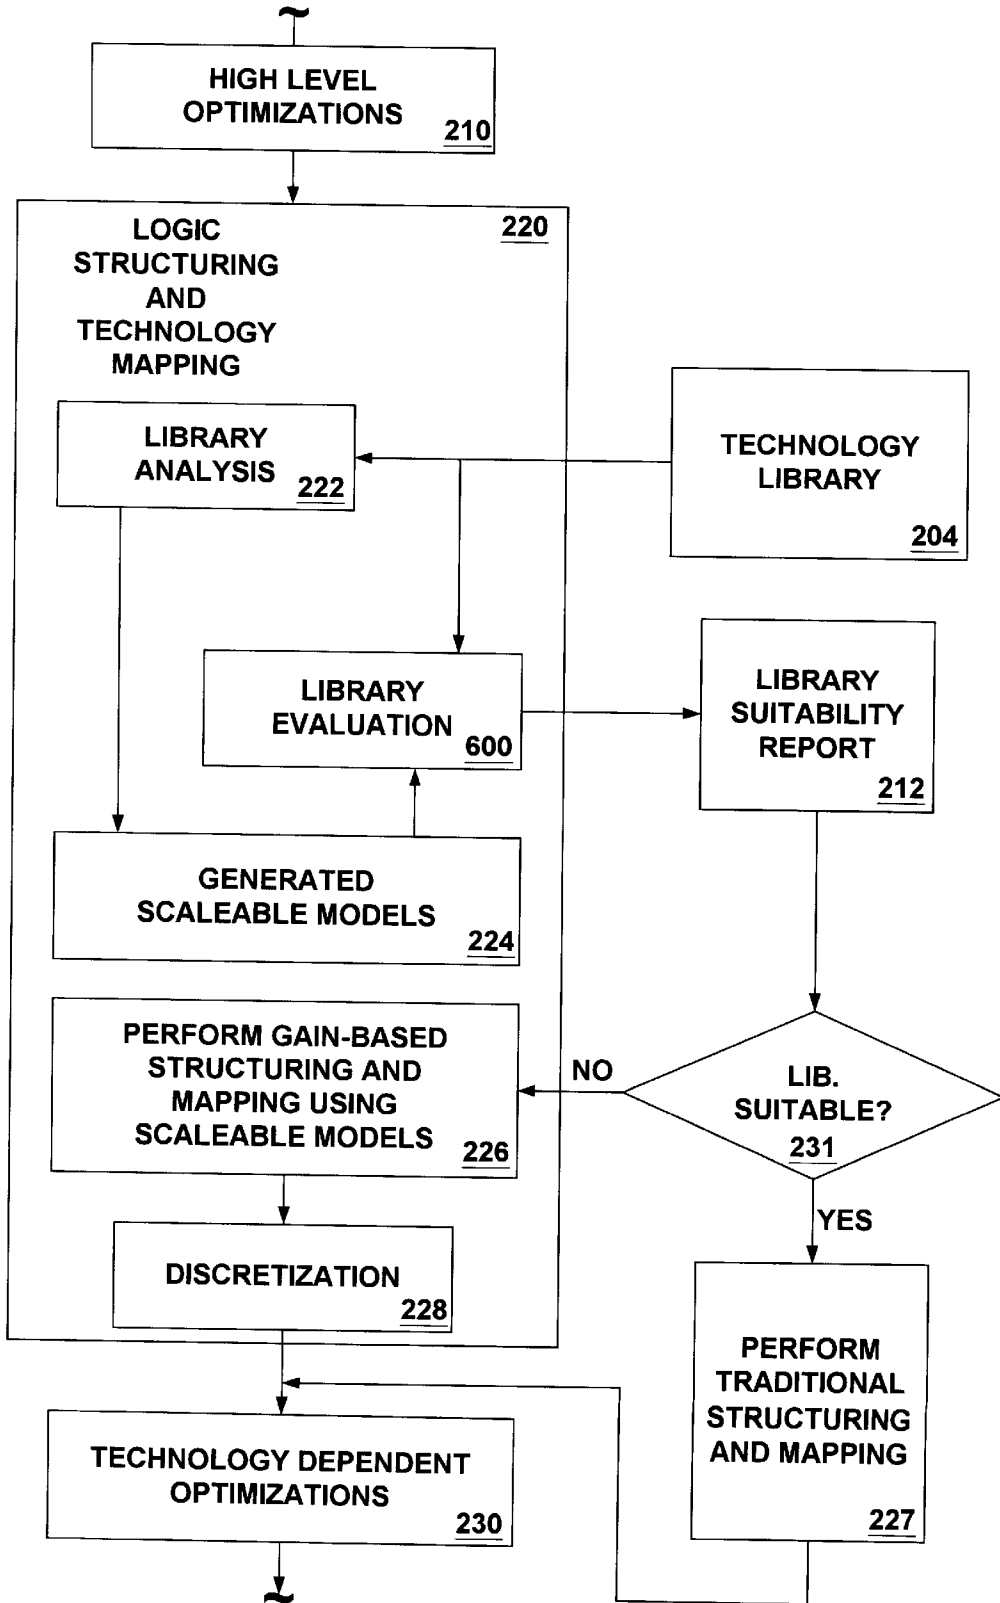 HIGH LEVEL
OPTIMIZATIONS
210
LOGIC
STRUCTURING
AND
TECHNOLOGY
MAPPING
220
LIBRARY
ANALYSIS
222
TECHNOLOGY
LIBRARY
204
LIBRARY
EVALUATION
600
LIBRARY
SUITABILITY
REPORT
212
GENERATED
SCALEABLE MODELS
224
PERFORM GAIN-BASED
STRUCTURING AND
MAPPING USING
SCALEABLE MODELS
226
NO
LIB.
SUITABLE?
231
YES
DISCRETIZATION
228
PERFORM
TRADITIONAL
STRUCTURING
AND MAPPING
227
TECHNOLOGY DEPENDENT
OPTIMIZATIONS
230